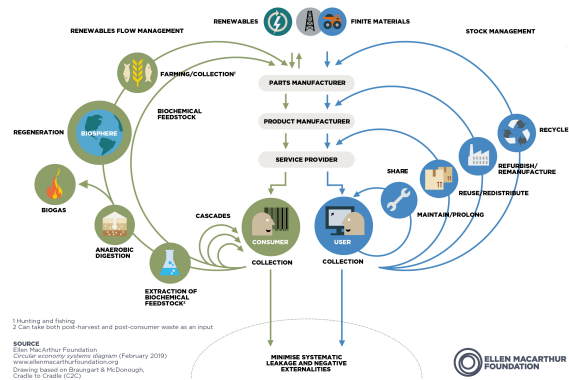 RENEWABLES
FINITE MATERIALS
RENEWABLES FLOW MANAGEMENT
STOCK MANAGEMENT
FARMING/COLLECTION¹
PARTS MANUFACTURER
BIOCHEMICAL
FEEDSTOCK
PRODUCT MANUFACTURER
REGENERATION
BIOSPHERE
RECYCLE
SERVICE PROVIDER
SHARE
REFURBISH/
REMANUFACTURE
REUSE/REDISTRIBUTE
BIOGAS
CASCADES
MAINTAIN/PROLONG
CONSUMER
USER
ANAEROBIC
DIGESTION
COLLECTION
COLLECTION
EXTRACTION OF
BIOCHEMICAL
FEEDSTOCK²
1 Hunting and fishing
2 Can take both post-harvest and post-consumer waste as an input
SOURCE
Ellen MacArthur Foundation
Circular economy systems diagram (February 2019)
www.ellenmacarthurfoundation.org
Drawing based on Braungart & McDonough,
Cradle to Cradle (C2C)
MINIMISE SYSTEMATIC
LEAKAGE AND NEGATIVE
EXTERNALITIES
ELLEN MACARTHUR
FOUNDATION